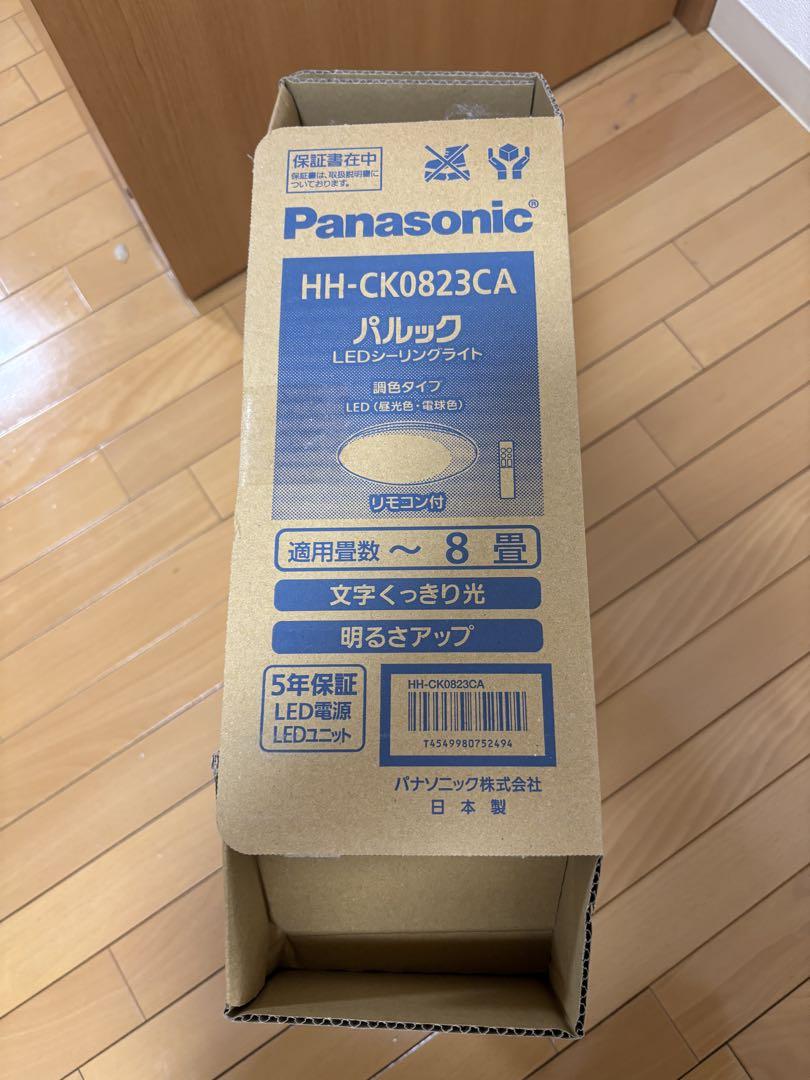 保証書在中
保証書は、取扱説明書に
ついております。
Panasonic®
HH-CK0823CA
パルック
LEDシーリングライト
調色タイプ
LED（昼光色・電球色）
リモコン付
適用畳数 ～8 畳
文字くっきり光
明るさアップ
5年保証
LED電源
LEDユニット
HH-CK0823CA
T4549980752494
パナソニック株式会社
日本製